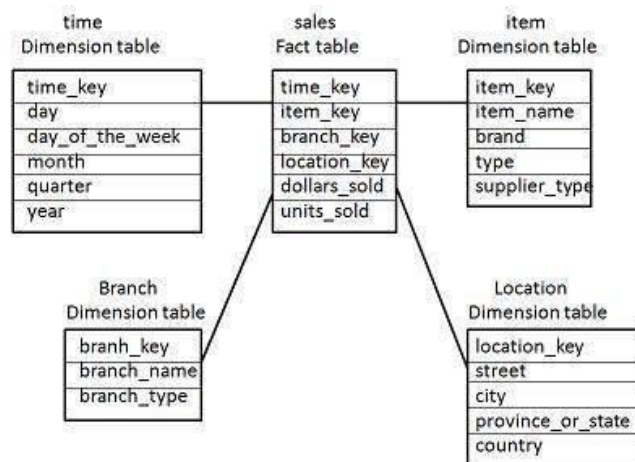 time
Dimension table
time_key
day
day_of_the_week
month
quarter
year
sales
Fact table
time_key
item_key
branch_key
location_key
dollars_sold
units_sold
item
Dimension table
item_key
item_name
brand
type
supplier_type
Branch
Dimension table
branh_key
branch_name
branch_type
Location
Dimension table
location_key
street
city
province_or_state
country